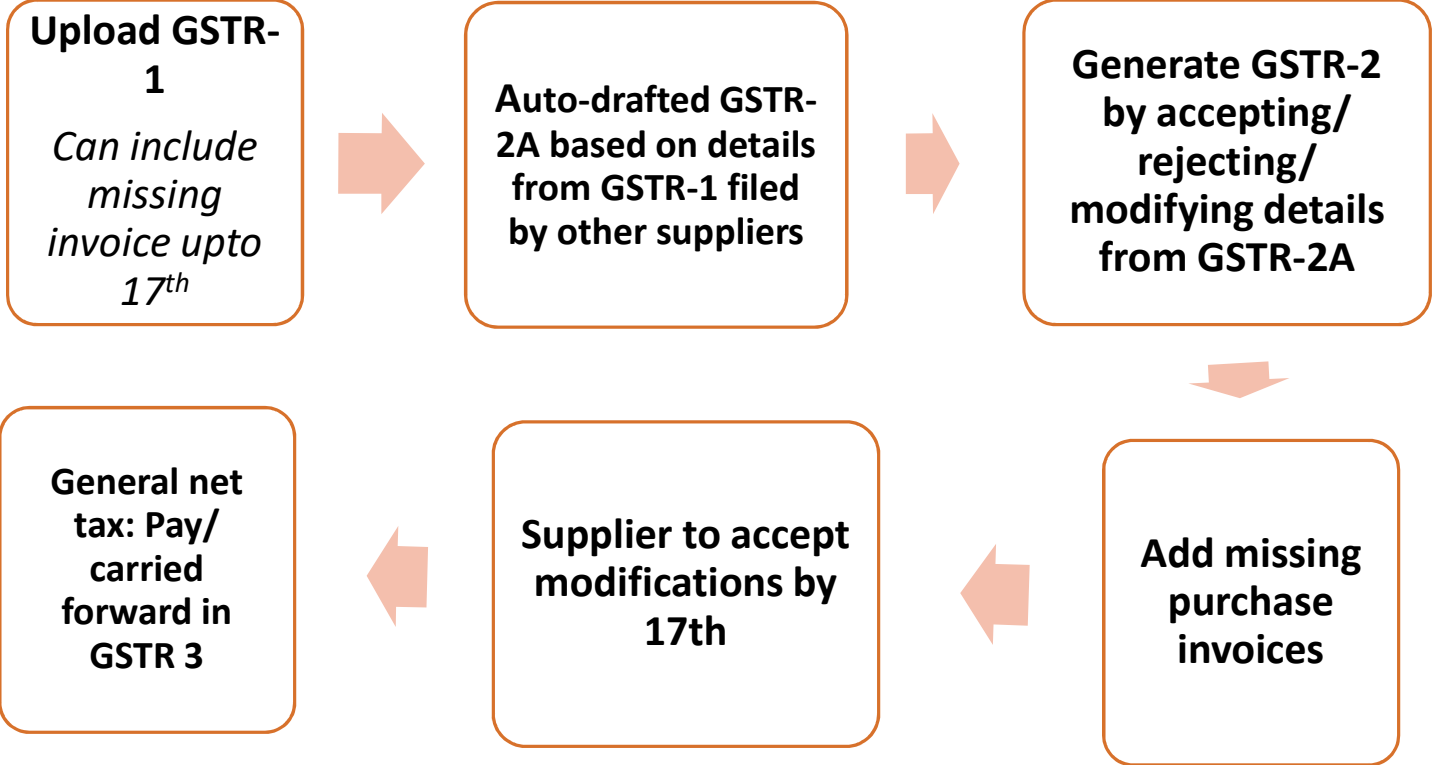 Upload GSTR-
1
Can include
missing
invoice upto
17th
Auto-drafted GSTR-
2A based on details
from GSTR-1 filed
by other suppliers
Generate GSTR-2
by accepting/
rejecting/
modifying details
from GSTR-2A
Add missing
purchase
invoices
Supplier to accept
modifications by
17th
General net
tax: Pay/
carried
forward in
GSTR 3